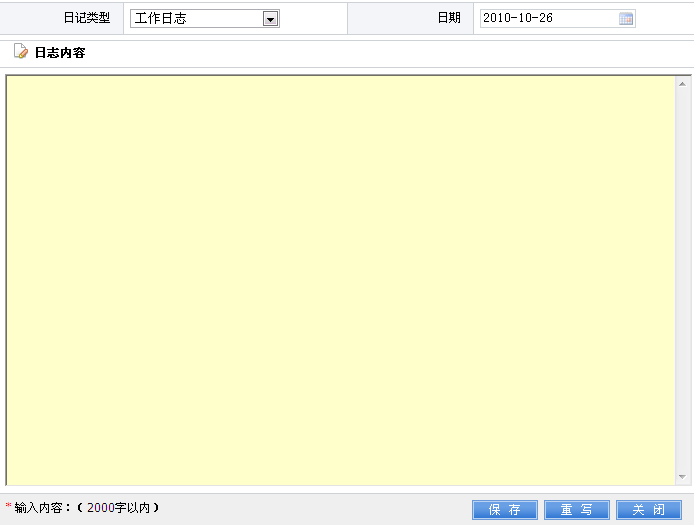 日记类型 工作日志 日期 2010-10-26
日志内容
* 输入内容：（2000字以内） 保 存 重 写 关 闭